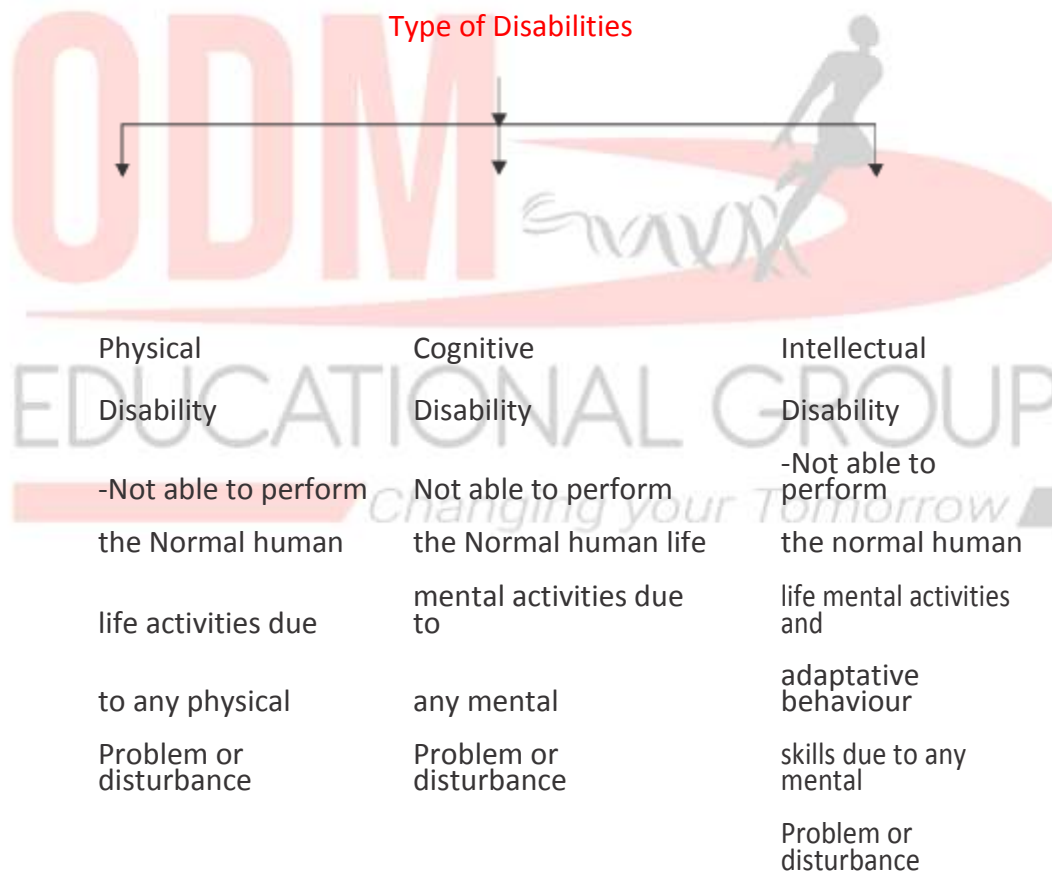 Type of Disabilities
ODM
EDUCATIONAL GROUP
Changing your Tomorrow
Physical
Disability
-Not able to perform
the Normal human
life activities due
to any physical
Problem or
disturbance
Cognitive
Disability
Not able to perform
the Normal human life
mental activities due
to
any mental
Problem or
disturbance
Intellectual
Disability
-Not able to
perform
the normal human
life mental activities
and
adaptative
behaviour
skills due to any
mental
Problem or
disturbance